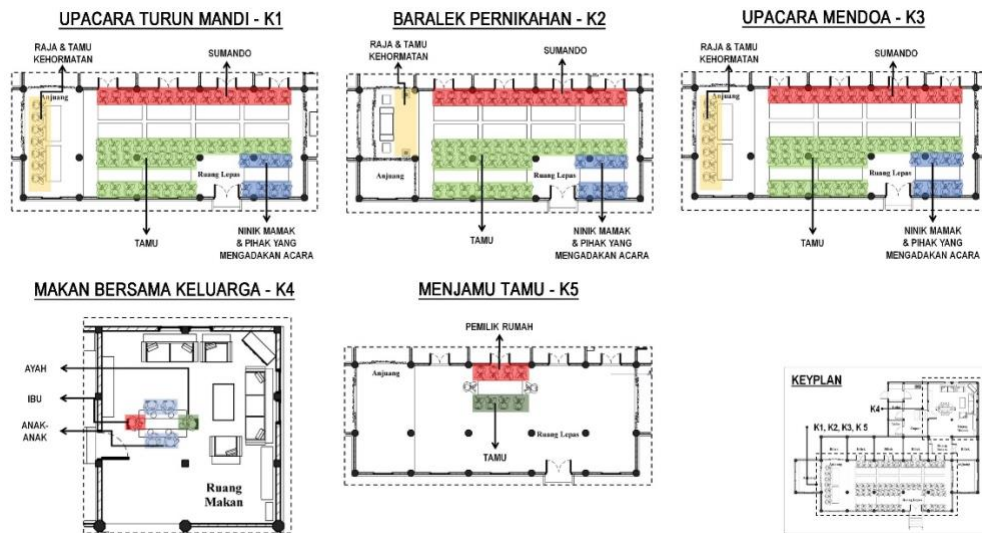 UPACARA TURUN MANDI - K1
RAJA & TAMU
KEHORMATAN
SUMANDO
Anjuang
Ruang Lepas
TAMU
NINIK MAMAK
& PIHAK YANG
MENGADAKAN ACARA
BARALEK PERNIKAHAN - K2
RAJA & TAMU
KEHORMATAN
SUMANDO
Anjuang
Ruang Lepas
TAMU
NINIK MAMAK
& PIHAK YANG
MENGADAKAN ACARA
UPACARA MENDOA - K3
RAJA & TAMU
KEHORMATAN
SUMANDO
Anjuang
Ruang Lepas
TAMU
NINIK MAMAK
& PIHAK YANG
MENGADAKAN ACARA
MAKAN BERSAMA KELUARGA - K4
AYAH
IBU
ANAK-
ANAK
Ruang
Makan
MENJAMU TAMU - K5
PEMILIK RUMAH
Anjuang
Ruang Lepas
TAMU
KEYPLAN
K4
K1, K2, K3, K 5